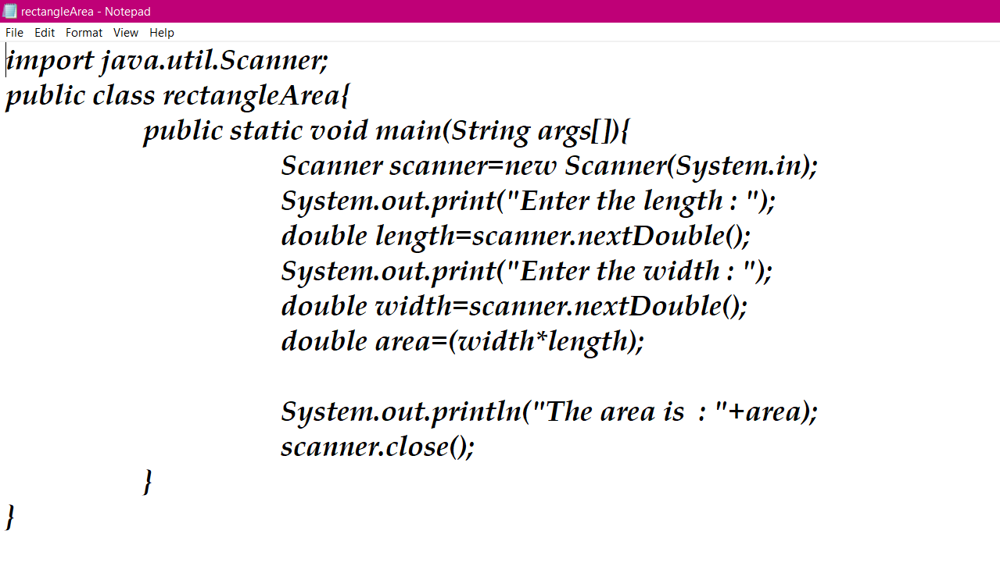 rectangleArea - Notepad
File Edit Format View Help
import java.util.Scanner;
public class rectangleArea{
public static void main(String args[]){
Scanner scanner=new Scanner(System.in);
System.out.print("Enter the length : ");
double length=scanner.nextDouble();
System.out.print("Enter the width : ");
double width=scanner.nextDouble();
double area=(width*length);
System.out.println("The area is  : "+area);
scanner.close();
}
}